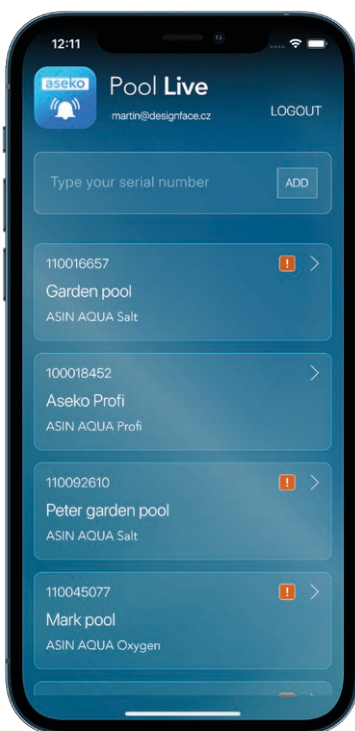 12:11
aseko
Pool Live
martin@designface.cz
LOGOUT
Type your serial number
ADD
110016657
!
Garden pool
ASIN AQUA Salt
100018452
Aseko Profi
ASIN AQUA Profi
110092610
!
Peter garden pool
ASIN AQUA Salt
110045077
!
Mark pool
ASIN AQUA Oxygen